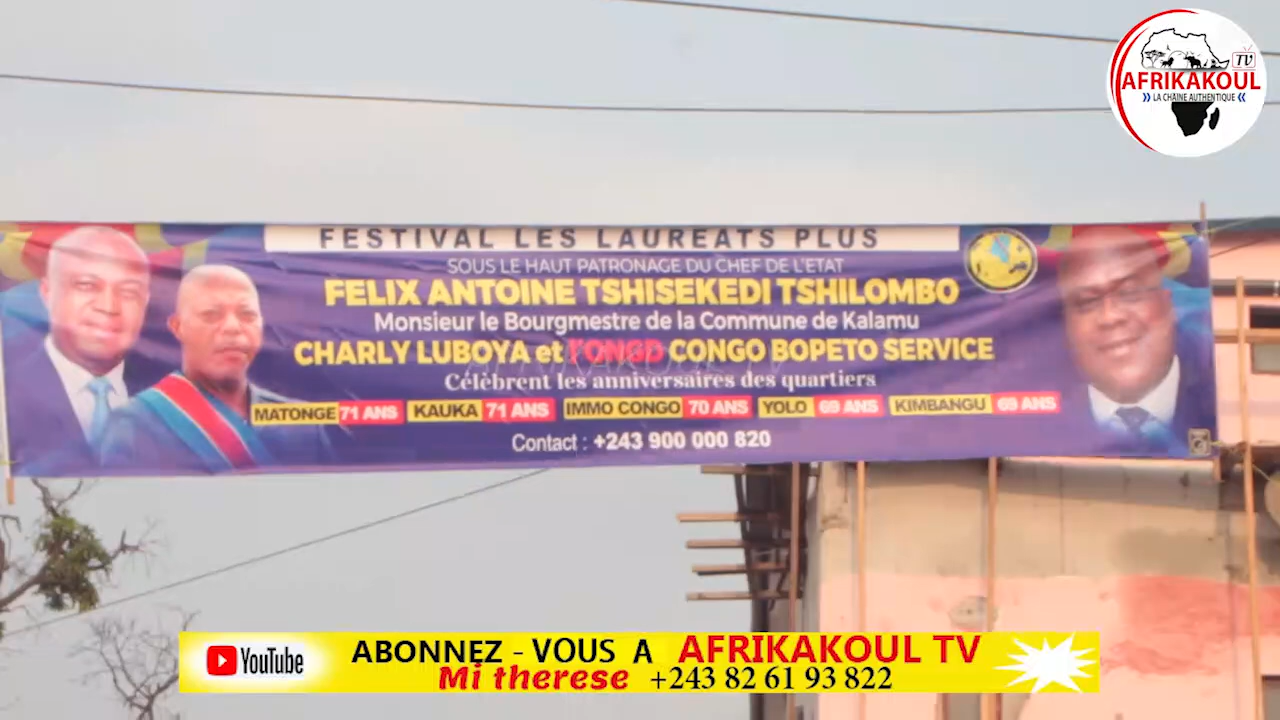 AFRIKAKOUL TV
» LA CHAINE AUTHENTIQUE «
FESTIVAL LES LAUREATS PLUS
SOUS LE HAUT PATRONAGE DU CHEF DE L'ETAT
FELIX ANTOINE TSHISEKEDI TSHILOMBO
Monsieur le Bourgmestre de la Commune de Kalamu
CHARLY LUBOYA et l'ONGD CONGO BOPETO SERVICE
Célèbrent les anniversaires des quartiers
MATONGE 71 ANS KAUKA 71 ANS IMMO CONGO 70 ANS YOLO 69 ANS KIMBANGU 69 ANS
Contact : +243 900 000 820
YouTube ABONNEZ - VOUS A AFRIKAKOUL TV
Mi therese +243 82 61 93 822